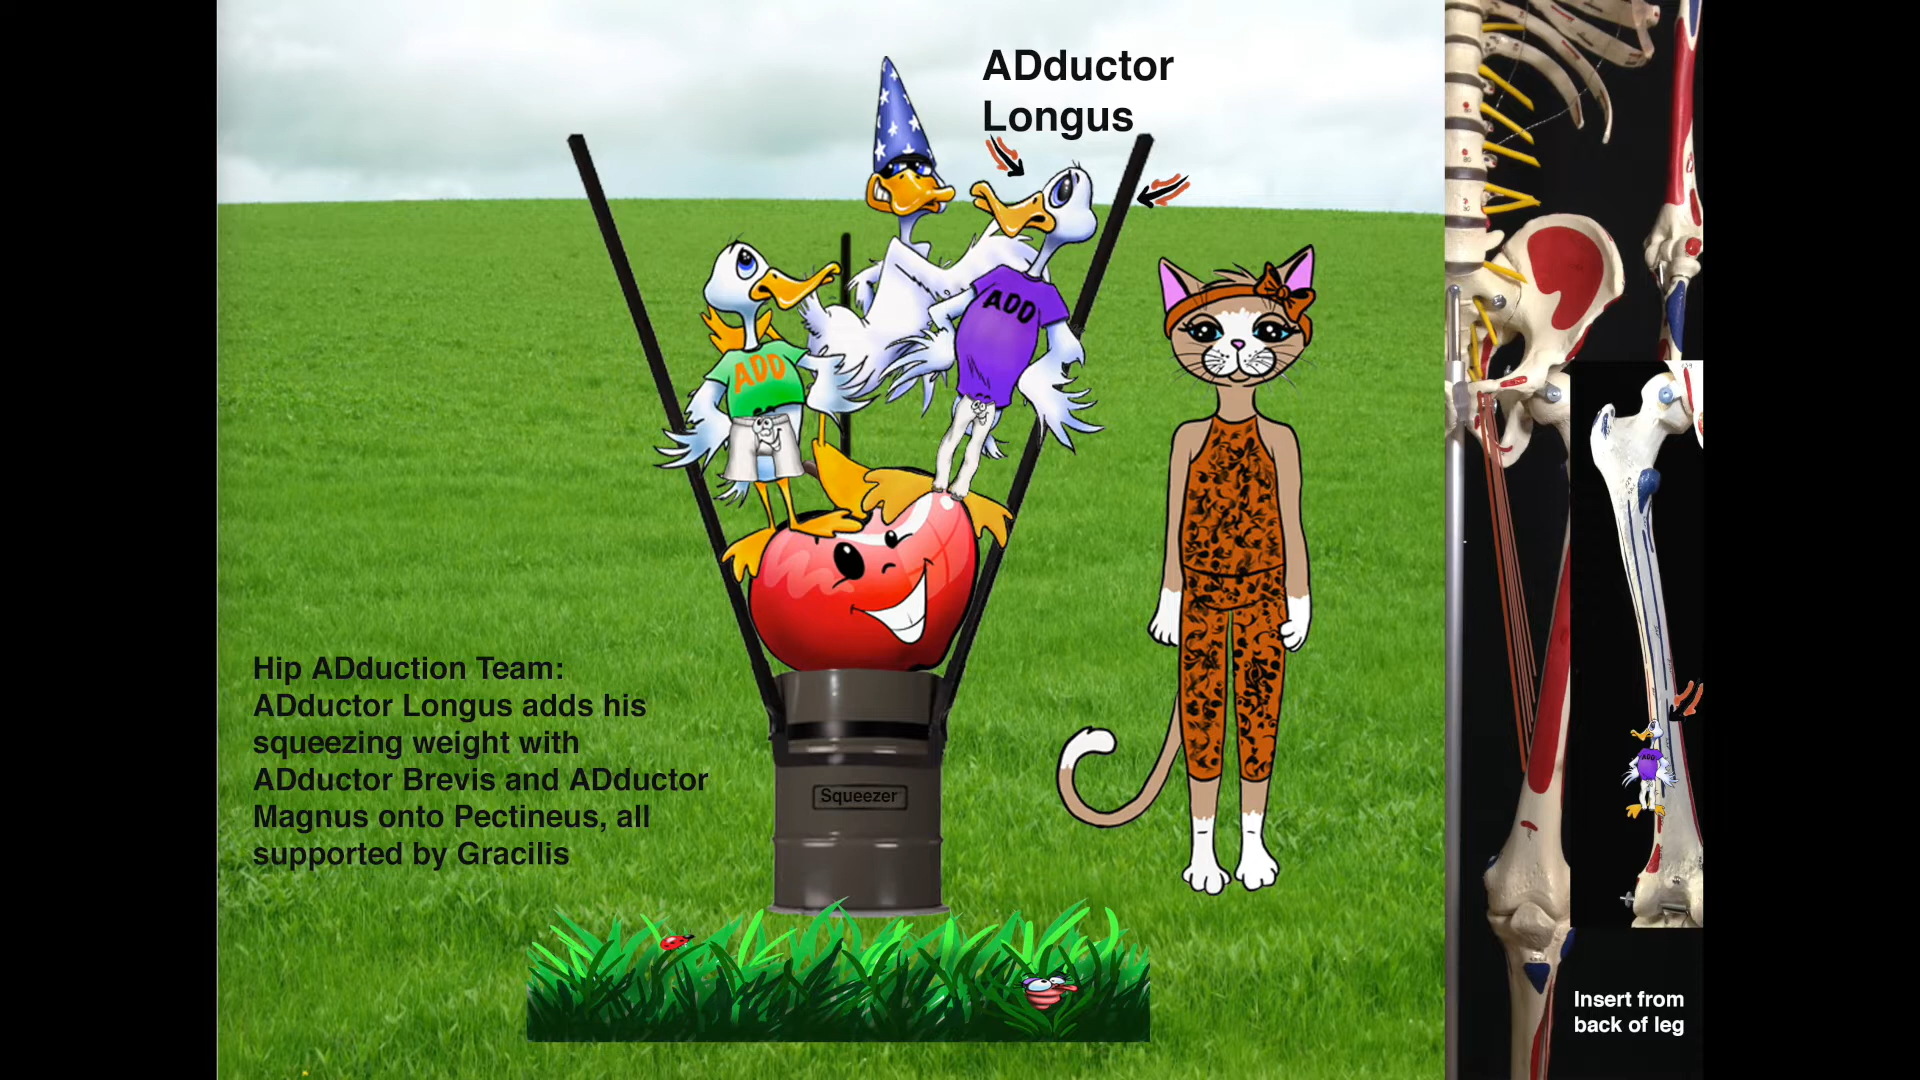 ADductor
Longus
ADD
ADD
Hip ADduction Team:
ADductor Longus adds his
squeezing weight with
ADductor Brevis and ADductor
Magnus onto Pectineus, all
supported by Gracilis
Squeezer
ADD
Insert from
back of leg